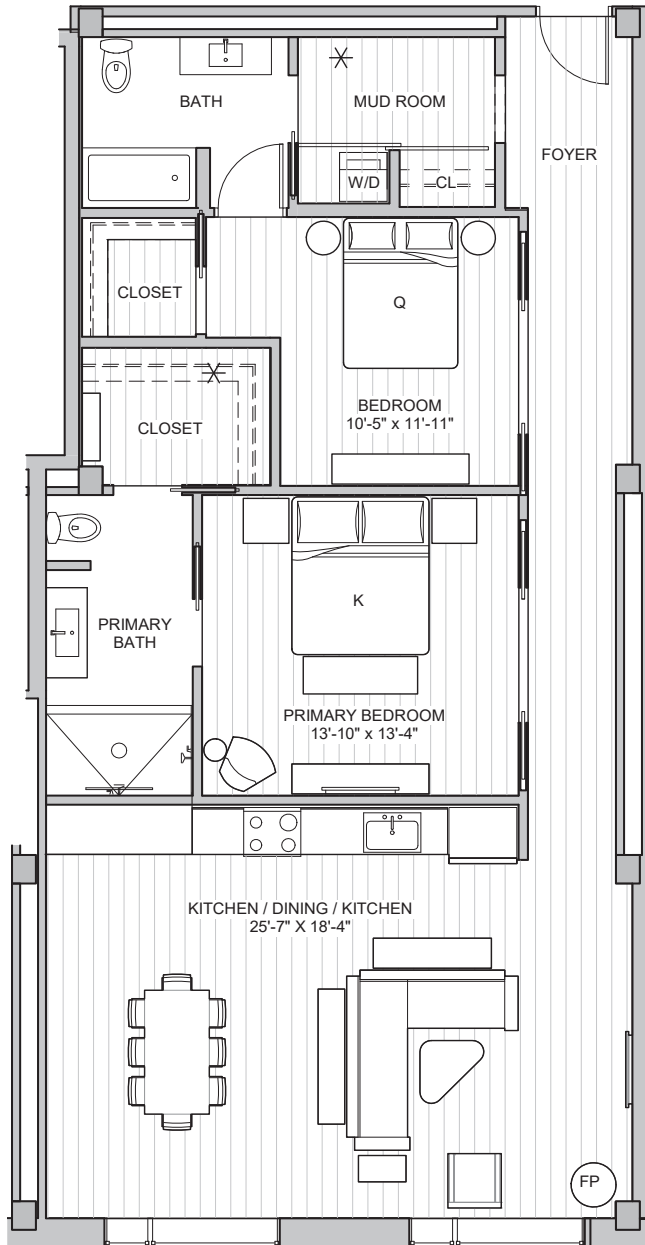 BATH
MUD ROOM
FOYER
W/D
CL
CLOSET
Q
BEDROOM
10'-5" x 11'-11"
CLOSET
K
PRIMARY
BATH
PRIMARY BEDROOM
13'-10" x 13'-4"
KITCHEN / DINING / KITCHEN
25'-7" X 18'-4"
FP